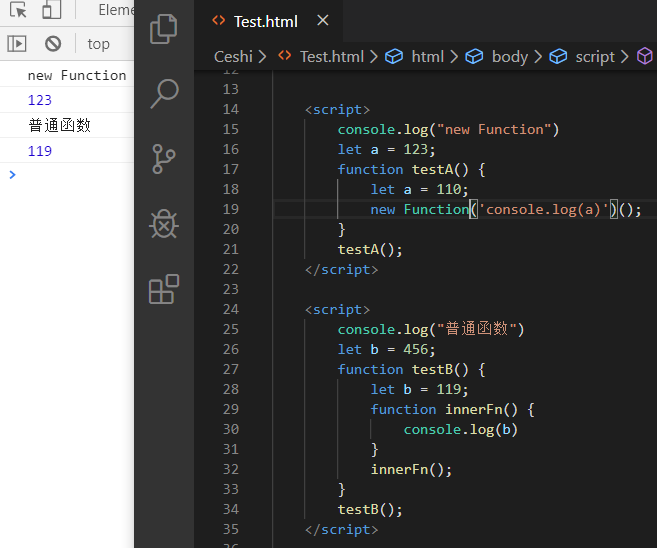 Eleme
top
new Function
123
普通函数
119
Test.html
Ceshi > Test.html > html > body > script >
13
14 <script>
15 console.log("new Function")
16 let a = 123;
17 function testA() {
18 let a = 110;
19 new Function('console.log(a)')();
20 }
21 testA();
22 </script>
23
24 <script>
25 console.log("普通函数")
26 let b = 456;
27 function testB() {
28 let b = 119;
29 function innerFn() {
30 console.log(b)
31 }
32 innerFn();
33 }
34 testB();
35 </script>